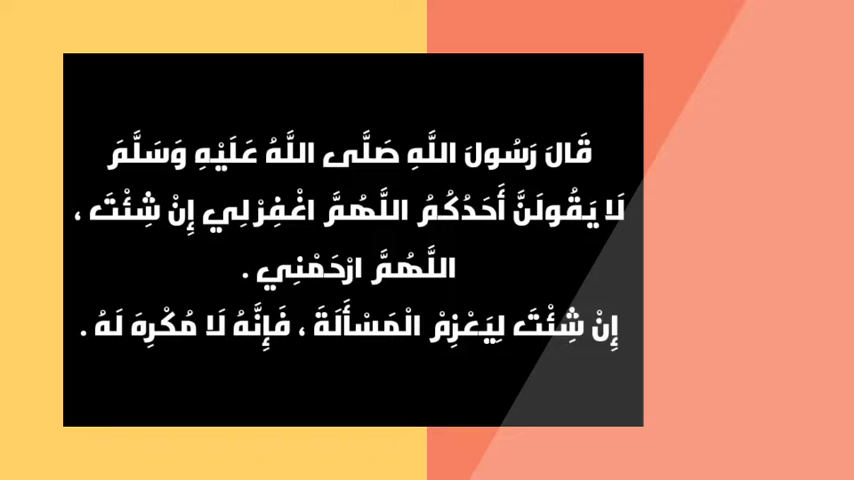 قَالَ رَسُولَ اللَّهِ صَلَّى اللَّهُ عَلَيْهِ وَسَلَّمَ
لَا يَقُولَنَّ أَحَدُكُمُ اللَّهُمَّ اغْفِرْ لِي إِنْ شِئْتَ ،
اللَّهُمَّ ارْحَمْنِي .
إِنْ شِئْتَ لِيَعْزِمْ الْمَسْأَلَةَ ، فَإِنَّهُ لَا مُكْرِهَ لَهُ .